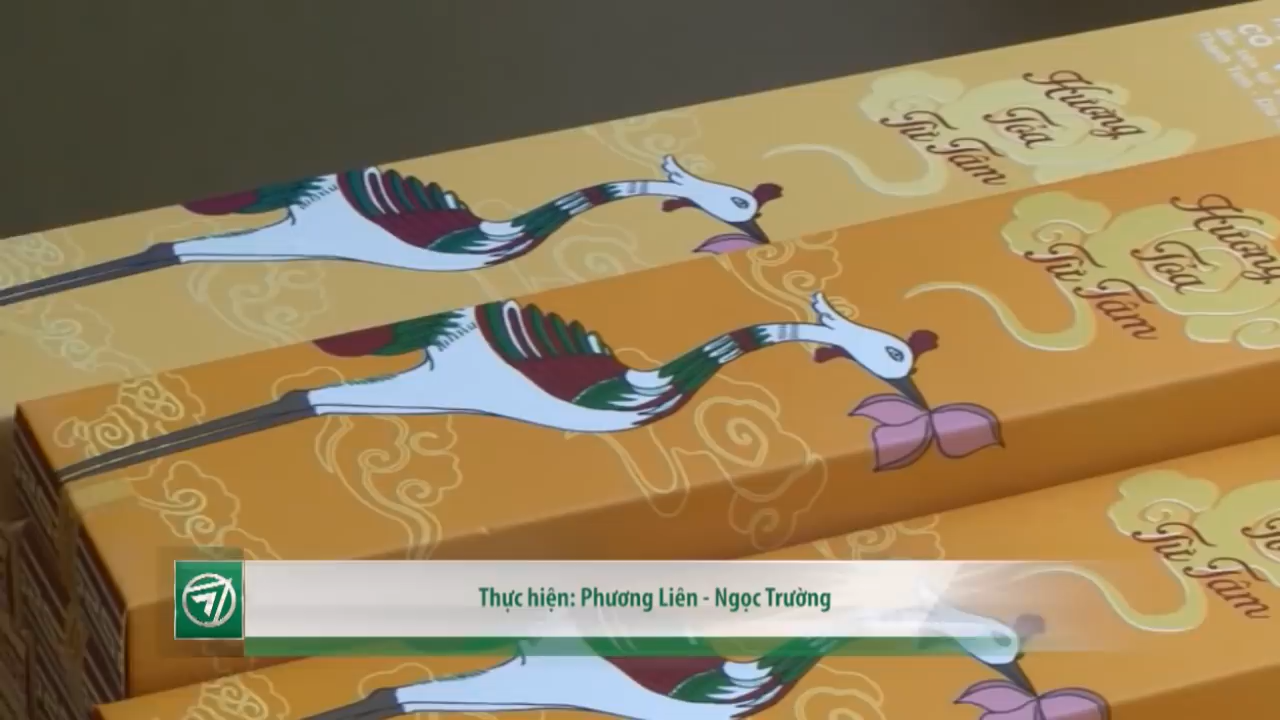 Hương
Tỏa
Từ Tâm
Hương
Tỏa
Từ Tâm
Từ Tâm
Thực hiện: Phương Liên - Ngọc Trường